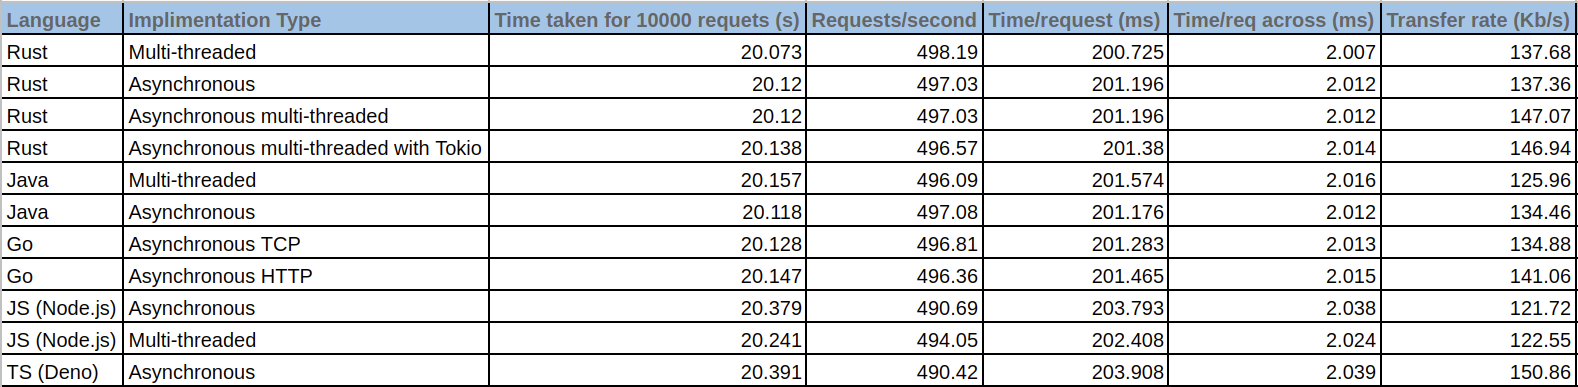 Language Implimentation Type Time taken for 10000 requets (s) Requests/second Time/request (ms) Time/req across (ms) Transfer rate (Kb/s)
Rust Multi-threaded 20.073 498.19 200.725 2.007 137.68
Rust Asynchronous 20.12 497.03 201.196 2.012 137.36
Rust Asynchronous multi-threaded 20.12 497.03 201.196 2.012 147.07
Rust Asynchronous multi-threaded with Tokio 20.138 496.57 201.38 2.014 146.94
Java Multi-threaded 20.157 496.09 201.574 2.016 125.96
Java Asynchronous 20.118 497.08 201.176 2.012 134.46
Go Asynchronous TCP 20.128 496.81 201.283 2.013 134.88
Go Asynchronous HTTP 20.147 496.36 201.465 2.015 141.06
JS (Node.js) Asynchronous 20.379 490.69 203.793 2.038 121.72
JS (Node.js) Multi-threaded 20.241 494.05 202.408 2.024 122.55
TS (Deno) Asynchronous 20.391 490.42 203.908 2.039 150.86